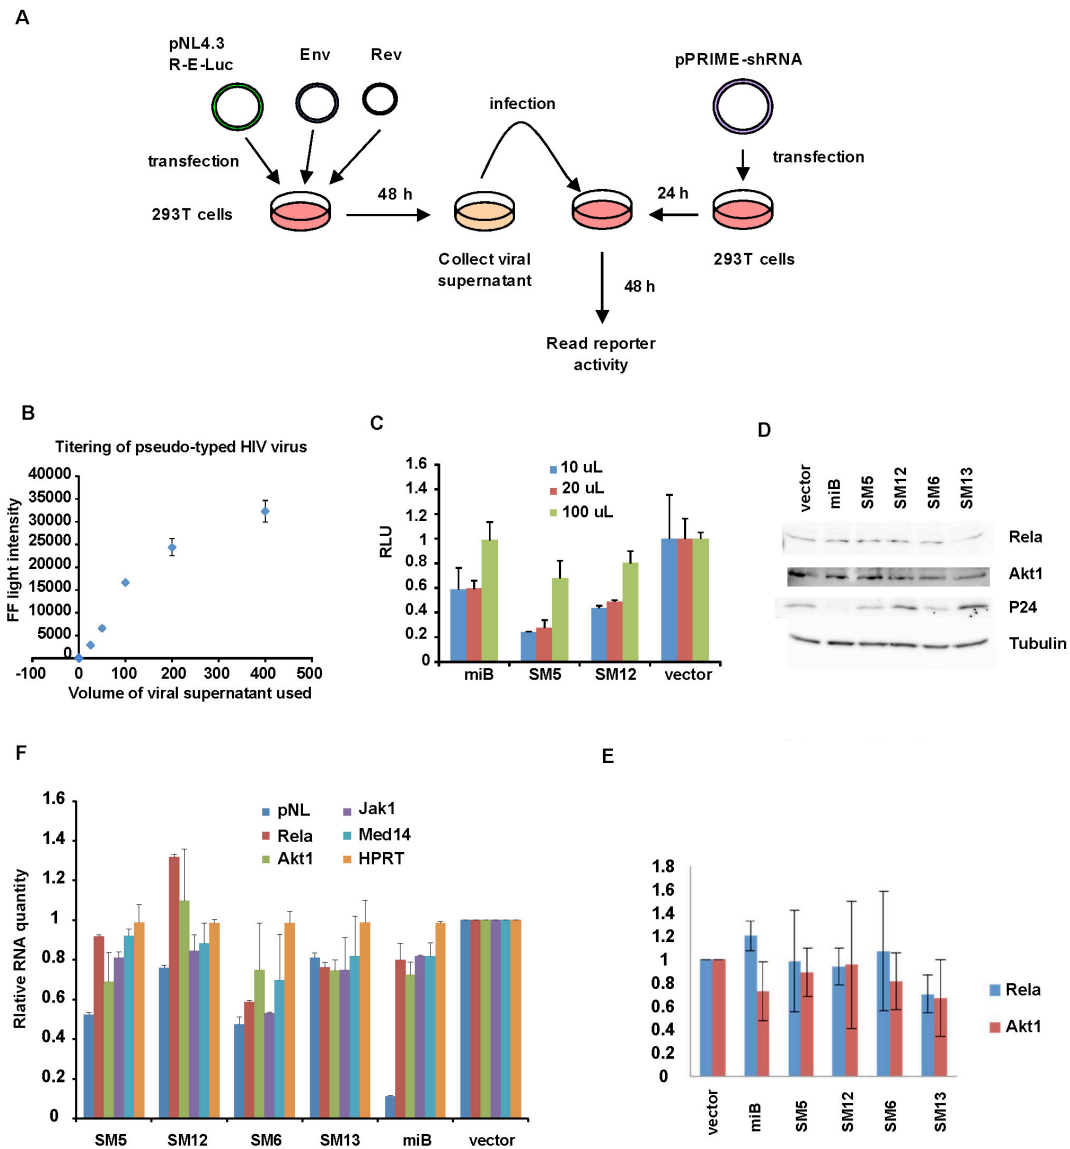 A
pNL4.3
R-E-Luc
Env
Rev
infection
pPRIME-shRNA
transfection
transfection
293T cells
48 h
24 h
Collect viral
supernatant
293T cells
48 h
Read reporter
activity
B
Titering of pseudo-typed HIV virus
FF light intensity
40000
35000
30000
25000
20000
15000
10000
5000
0
-100 0 100 200 300 400 500
Volume of viral supernatant used
C
RLU
1.6
1.4
1.2
1
0.8
0.6
0.4
0.2
0
10 uL
20 uL
100 uL
miB SM5 SM12 vector
D
vector miB SM5 SM12 SM6 SM13
Rela
Akt1
P24
Tubulin
F
Rlative RNA quantity
1.6
1.4
1.2
1
0.8
0.6
0.4
0.2
0
pNL
Rela
Akt1
Jak1
Med14
HPRT
SM5 SM12 SM6 SM13 miB vector
E
1.8
1.6
1.4
1.2
1
0.8
0.6
0.4
0.2
0
Rela
Akt1
vector miB SM5 SM12 SM6 SM13